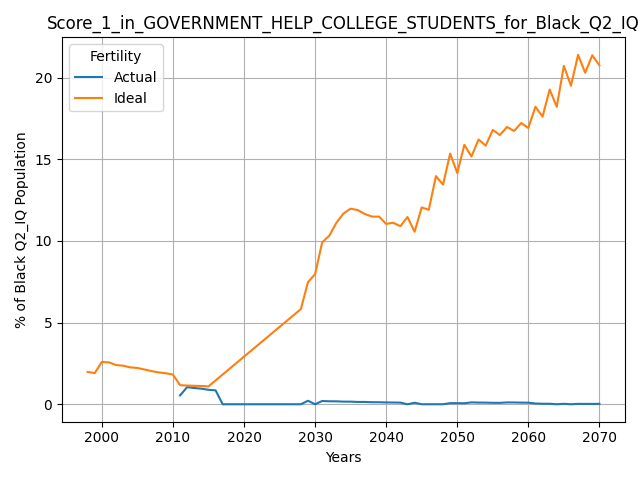 Score_1_in_GOVERNMENT_HELP_COLLEGE_STUDENTS_for_Black_Q2_IQ
Fertility
Actual
Ideal
% of Black Q2_IQ Population
20
15
10
5
0
2000 2010 2020 2030 2040 2050 2060 2070
Years